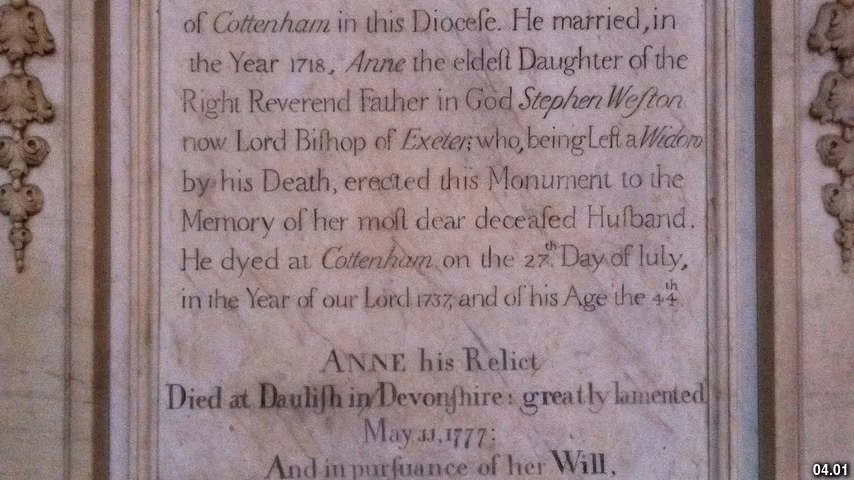 of Cottenham in this Dioceſe. He married, in
the Year 1718, Anne the eldeſt Daughter of the
Right Reverend Father in God Stephen Weſton
now Lord Biſhop of Exeter; who, being Left a Widow
by his Death, erected this Monument to the
Memory of her moſt dear deceaſed Huſband.
He dyed at Cottenham on the 27.th Day of July,
in the Year of our Lord 1737, and of his Age the 44th
ANNE his Relict
Died at Dauliſh in Devonſhire: greatly lamented
May 11, 1777:
And in purſuance of her Will,
04.01